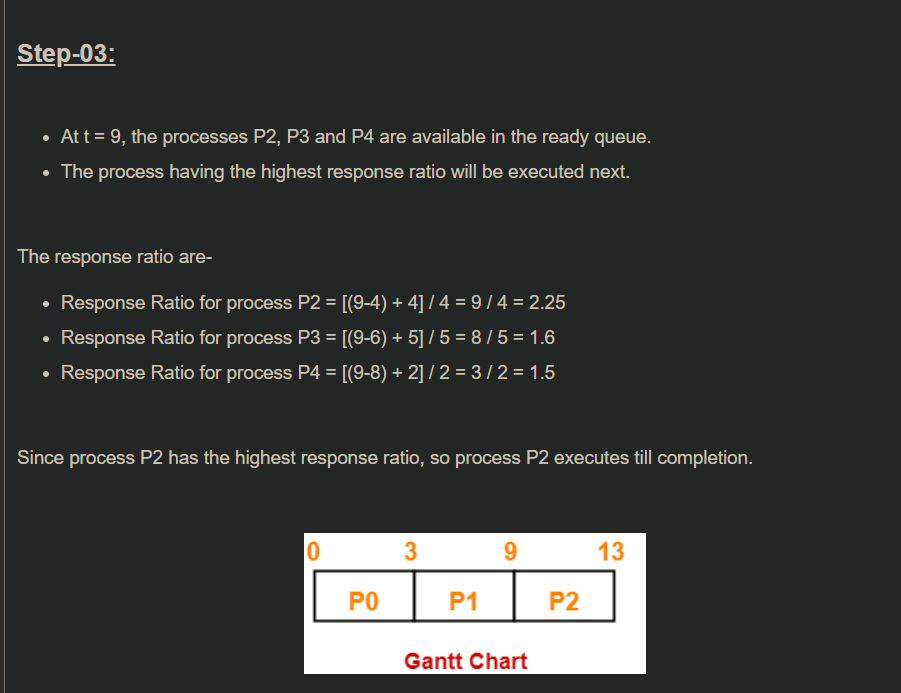 Step-03:
At t = 9, the processes P2, P3 and P4 are available in the ready queue.
The process having the highest response ratio will be executed next.
The response ratio are-
Response Ratio for process P2 = [(9-4) + 4] / 4 = 9 / 4 = 2.25
Response Ratio for process P3 = [(9-6) + 5] / 5 = 8 / 5 = 1.6
Response Ratio for process P4 = [(9-8) + 2] / 2 = 3 / 2 = 1.5
Since process P2 has the highest response ratio, so process P2 executes till completion.
0 3 9 13
P0 P1 P2
Gantt Chart